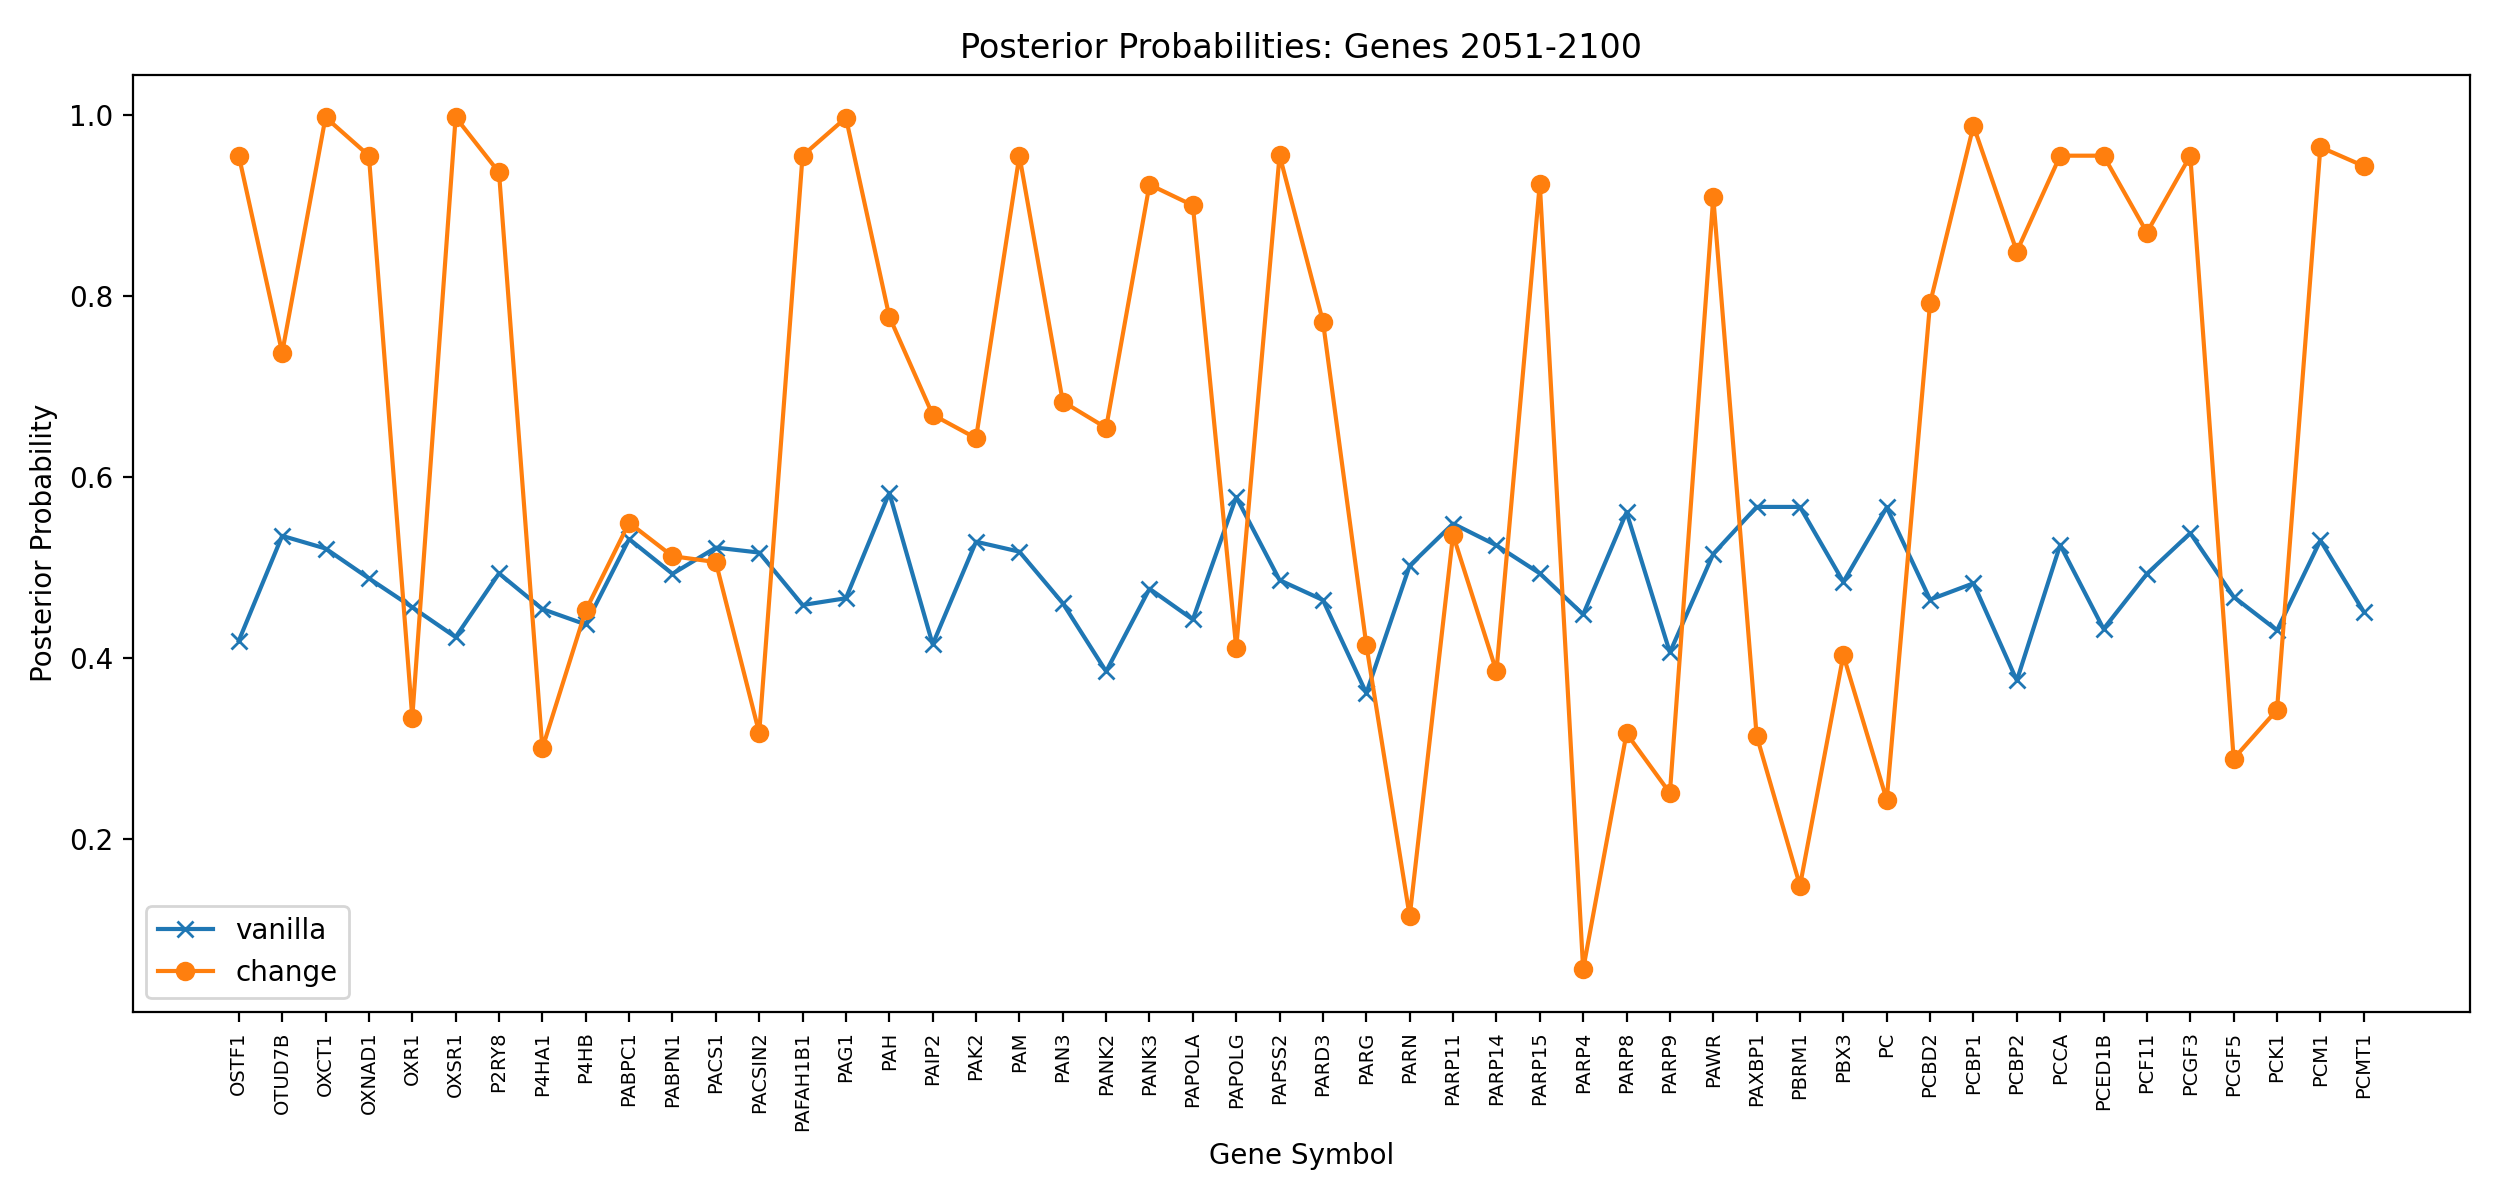 Posterior Probabilities: Genes 2051-2100
Posterior Probability
1.0
0.8
0.6
0.4
0.2
vanilla
change
OSTF1
OTUD7B
OXCT1
OXNAD1
OXR1
OXSR1
P2RY8
P4HA1
P4HB
PABPC1
PABPN1
PACS1
PACSIN2
PAFAH1B1
PAG1
PAH
PAIP2
PAK2
PAM
PAN3
PANK2
PANK3
PAPOLA
PAPOLG
PAPSS2
PARD3
PARG
PARN
PARP11
PARP14
PARP15
PARP4
PARP8
PARP9
PAWR
PAXBP1
PBRM1
PBX3
PC
PCBD2
PCBP1
PCBP2
PCCA
PCED1B
PCF11
PCGF3
PCGF5
PCK1
PCM1
PCMT1
Gene Symbol